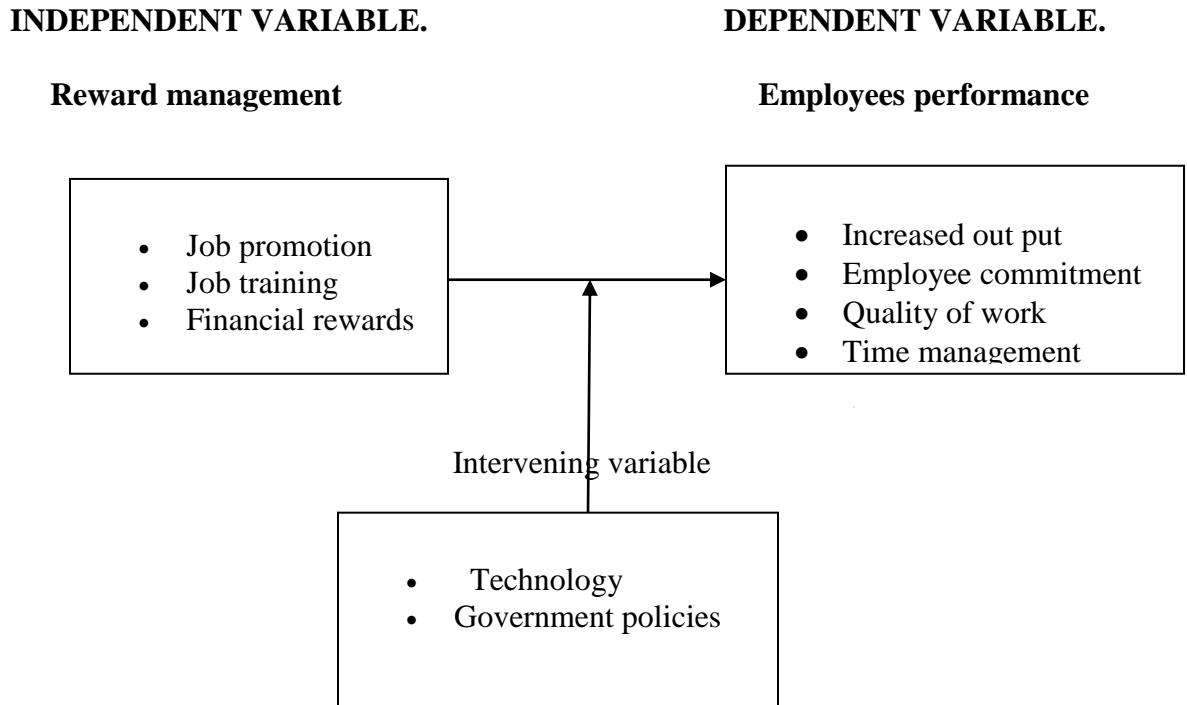 INDEPENDENT VARIABLE. DEPENDENT VARIABLE.
Reward management Employees performance
• Job promotion
• Job training
• Financial rewards
• Increased out put
• Employee commitment
• Quality of work
• Time management
Intervening variable
• Technology
• Government policies